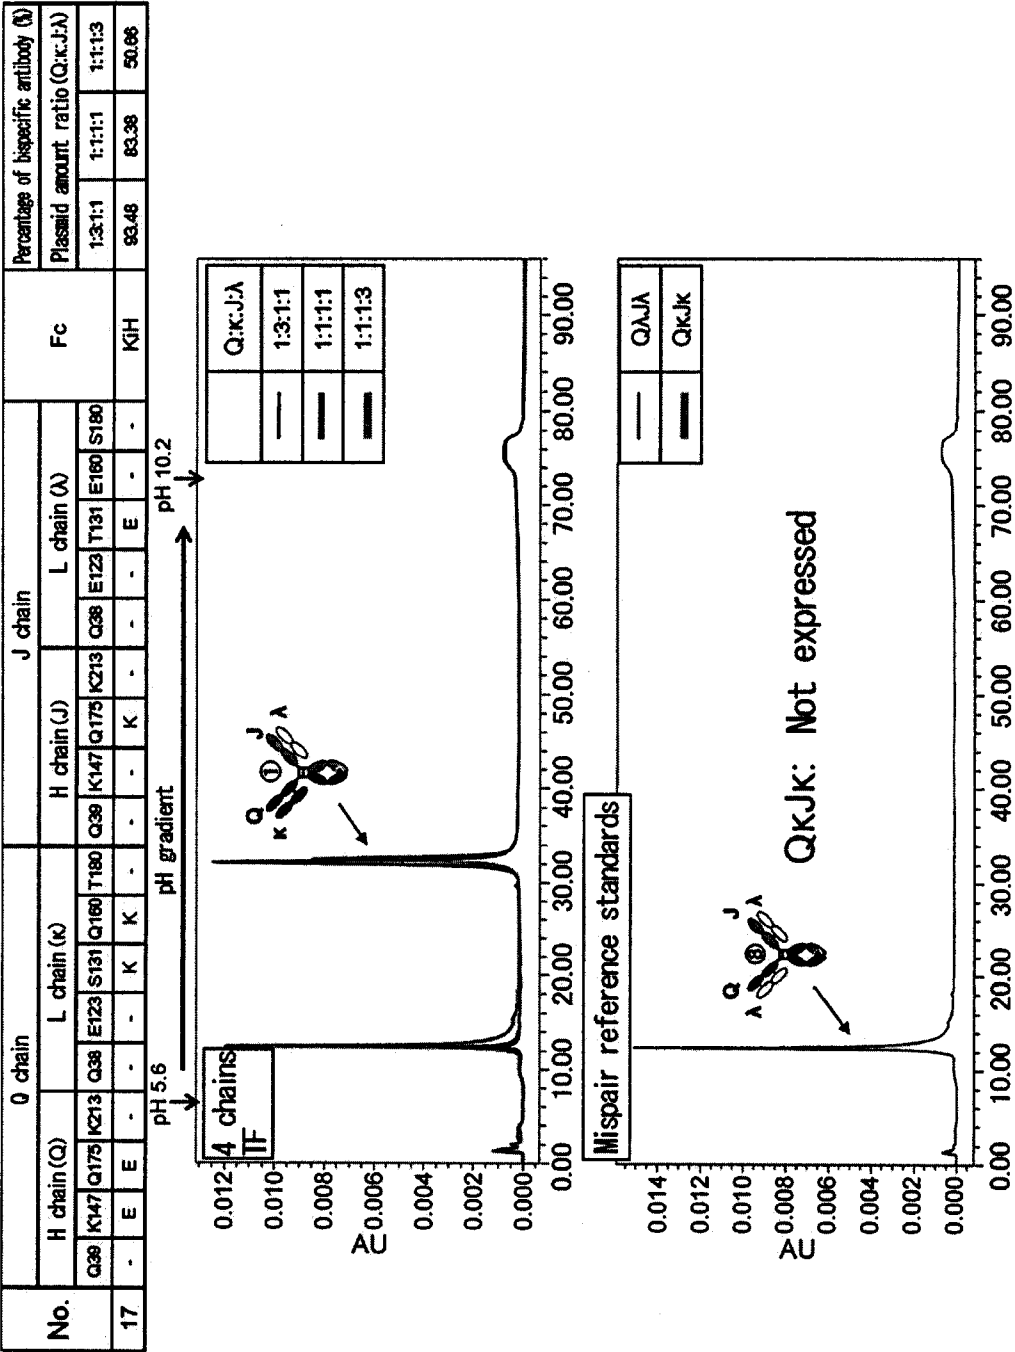 No. Q chain J chain Fc Percentage of bispecific antibody (%)
H chain(Q) L chain(κ) H chain(J) L chain(λ) Plasmid amount ratio(Q:κ:J:λ)
Q39 K147 Q175 K213 Q38 E123 S131 Q160 T180 Q39 K147 Q175 K213 Q38 E123 T131 E160 S180 1:3:1:1 1:1:1:1 1:1:1:3
17 - E E - - - K K - - - K - - - E - - KiH 93.48 83.38 50.66
pH 5.6 pH gradient pH 10.2
4 chains
TF
Q:κ:J:λ
1:3:1:1
1:1:1:1
1:1:1:3
Q J
① 
κ λ
0.012
0.010
0.008
0.006
0.004
0.002
0.000
AU
0.00 10.00 20.00 30.00 40.00 50.00 60.00 70.00 80.00 90.00
Mispair reference standards
QλJλ
QκJκ
Q J
⑧
λ λ
QκJκ: Not expressed
0.014
0.012
0.010
0.008
0.006
0.004
0.002
0.000
AU
0.00 10.00 20.00 30.00 40.00 50.00 60.00 70.00 80.00 90.00